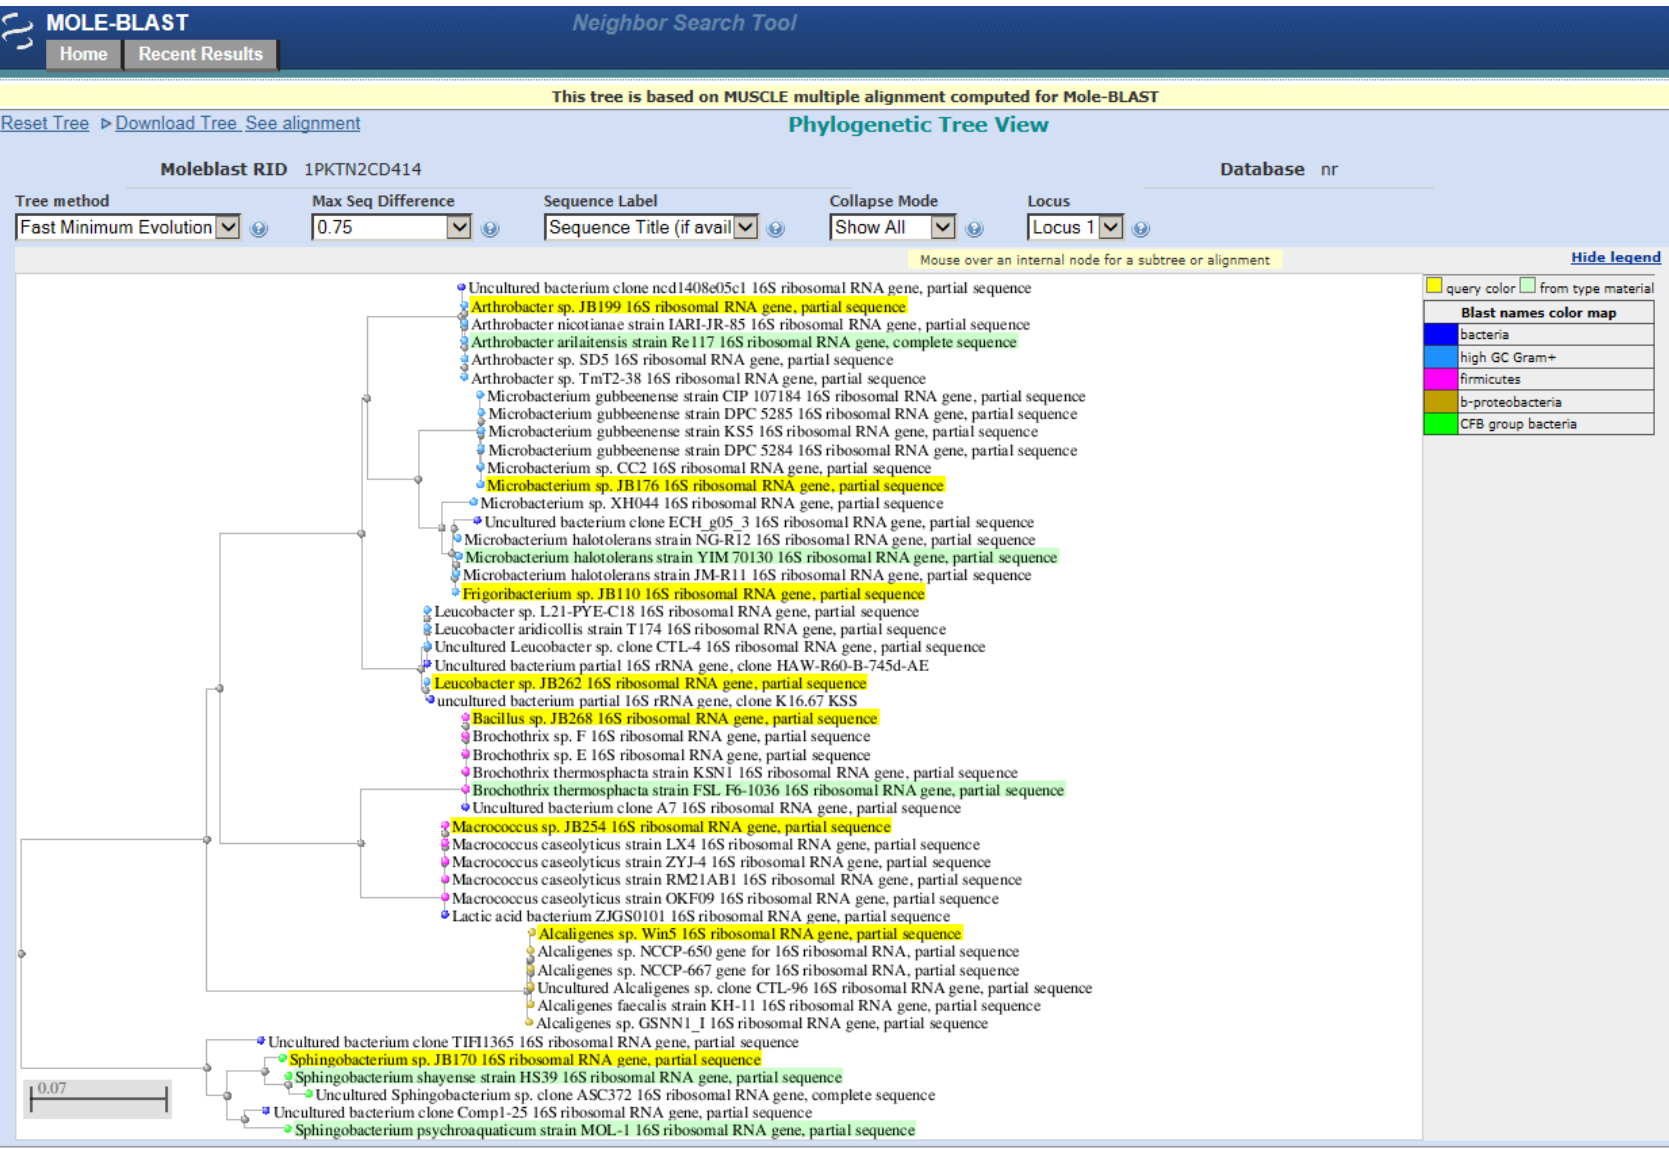 MOLE-BLAST
Neighbor Search Tool
Home Recent Results
This tree is based on MUSCLE multiple alignment computed for Mole-BLAST
Reset Tree Download Tree See alignment
Phylogenetic Tree View
Moleblast RID 1PKTN2CD414
Database nr
Tree method Max Seq Difference Sequence Label Collapse Mode Locus
Fast Minimum Evolution 0.75 Sequence Title (if avail Show All Locus 1
Mouse over an internal node for a subtree or alignment
Hide legend
query color from type material
Blast names color map
bacteria
high GC Gram+
firmicutes
b-proteobacteria
CFB group bacteria
Uncultured bacterium clone ncd1408e05c1 16S ribosomal RNA gene, partial sequence
Arthrobacter sp. JB199 16S ribosomal RNA gene, partial sequence
Arthrobacter nicotianae strain IARI-JR-85 16S ribosomal RNA gene, partial sequence
Arthrobacter arilaitensis strain Re117 16S ribosomal RNA gene, complete sequence
Arthrobacter sp. SD5 16S ribosomal RNA gene, partial sequence
Arthrobacter sp. TmT2-38 16S ribosomal RNA gene, partial sequence
Microbacterium gubbeenense strain CIP 107184 16S ribosomal RNA gene, partial sequence
Microbacterium gubbeenense strain DPC 5285 16S ribosomal RNA gene, partial sequence
Microbacterium gubbeenense strain KS5 16S ribosomal RNA gene, partial sequence
Microbacterium gubbeenense strain DPC 5284 16S ribosomal RNA gene, partial sequence
Microbacterium sp. CC2 16S ribosomal RNA gene, partial sequence
Microbacterium sp. JB176 16S ribosomal RNA gene, partial sequence
Microbacterium sp. XH044 16S ribosomal RNA gene, partial sequence
Uncultured bacterium clone ECH_g05_3 16S ribosomal RNA gene, partial sequence
Microbacterium halotolerans strain NG-R12 16S ribosomal RNA gene, partial sequence
Microbacterium halotolerans strain YIM 70130 16S ribosomal RNA gene, partial sequence
Microbacterium halotolerans strain JM-R11 16S ribosomal RNA gene, partial sequence
Frigoribacterium sp. JB110 16S ribosomal RNA gene, partial sequence
Leucobacter sp. L21-PYE-C18 16S ribosomal RNA gene, partial sequence
Leucobacter aridicollis strain T174 16S ribosomal RNA gene, partial sequence
Uncultured Leucobacter sp. clone CTL-4 16S ribosomal RNA gene, partial sequence
Uncultured bacterium partial 16S rRNA gene, clone HAW-R60-B-745d-AE
Leucobacter sp. JB262 16S ribosomal RNA gene, partial sequence
uncultured bacterium partial 16S rRNA gene, clone K16.67 KSS
Bacillus sp. JB268 16S ribosomal RNA gene, partial sequence
Brochothrix sp. F 16S ribosomal RNA gene, partial sequence
Brochothrix sp. E 16S ribosomal RNA gene, partial sequence
Brochothrix thermosphacta strain KSN1 16S ribosomal RNA gene, partial sequence
Brochothrix thermosphacta strain FSL F6-1036 16S ribosomal RNA gene, partial sequence
Uncultured bacterium clone A7 16S ribosomal RNA gene, partial sequence
Macrococcus sp. JB254 16S ribosomal RNA gene, partial sequence
Macrococcus caseolyticus strain LX4 16S ribosomal RNA gene, partial sequence
Macrococcus caseolyticus strain ZYJ-4 16S ribosomal RNA gene, partial sequence
Macrococcus caseolyticus strain RM21AB1 16S ribosomal RNA gene, partial sequence
Macrococcus caseolyticus strain OKF09 16S ribosomal RNA gene, partial sequence
Lactic acid bacterium ZJGS0101 16S ribosomal RNA gene, partial sequence
Alcaligenes sp. Win5 16S ribosomal RNA gene, partial sequence
Alcaligenes sp. NCCP-650 gene for 16S ribosomal RNA, partial sequence
Alcaligenes sp. NCCP-667 gene for 16S ribosomal RNA, partial sequence
Uncultured Alcaligenes sp. clone CTL-96 16S ribosomal RNA gene, partial sequence
Alcaligenes faecalis strain KH-11 16S ribosomal RNA gene, partial sequence
Alcaligenes sp. GSNN1_I 16S ribosomal RNA gene, partial sequence
Uncultured bacterium clone TIFI1365 16S ribosomal RNA gene, partial sequence
Sphingobacterium sp. JB170 16S ribosomal RNA gene, partial sequence
Sphingobacterium shayense strain HS39 16S ribosomal RNA gene, partial sequence
Uncultured Sphingobacterium sp. clone ASC372 16S ribosomal RNA gene, complete sequence
Uncultured bacterium clone Comp1-25 16S ribosomal RNA gene, partial sequence
Sphingobacterium psychroaquaticum strain MOL-1 16S ribosomal RNA gene, partial sequence
0.07